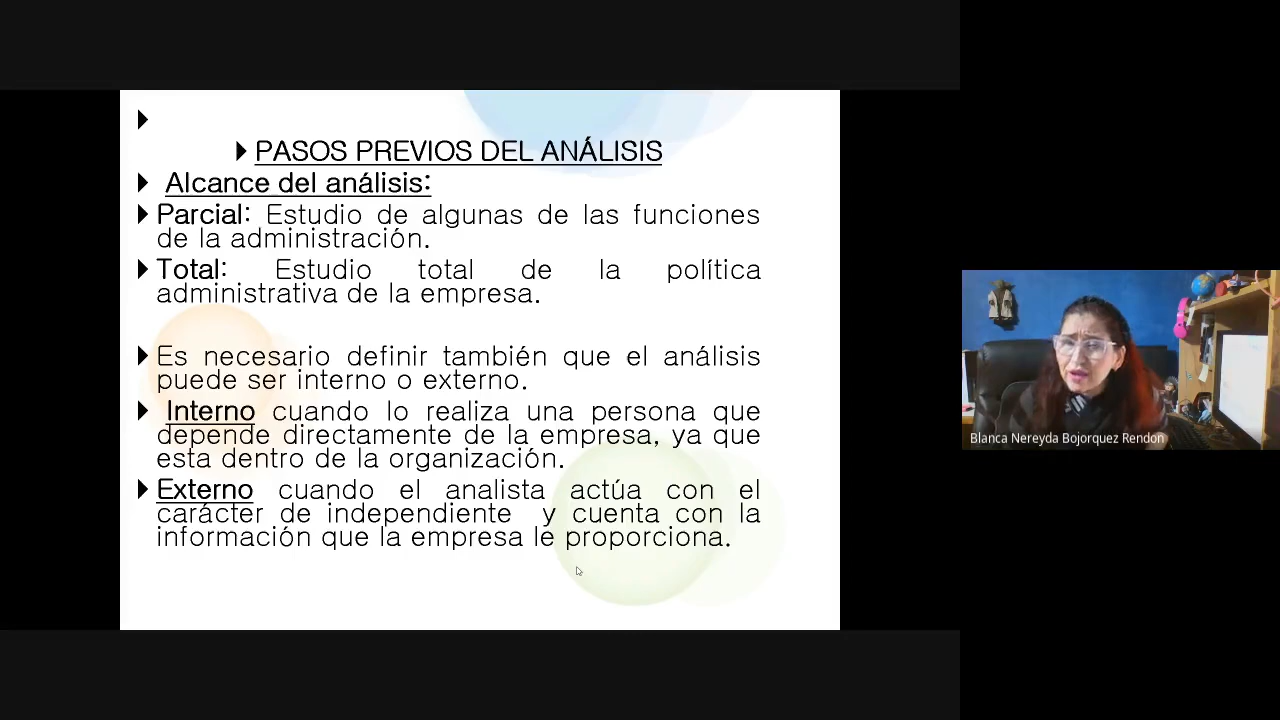 PASOS PREVIOS DEL ANÁLISIS
Alcance del análisis:
Parcial: Estudio de algunas de las funciones
de la administración.
Total: Estudio total de la política
administrativa de la empresa.
Es necesario definir también que el análisis
puede ser interno o externo.
Interno cuando lo realiza una persona que
depende directamente de la empresa, ya que
esta dentro de la organización.
Externo cuando el analista actúa con el
carácter de independiente y cuenta con la
información que la empresa le proporciona.
Blanca Nereyda Bojorquez Rendon